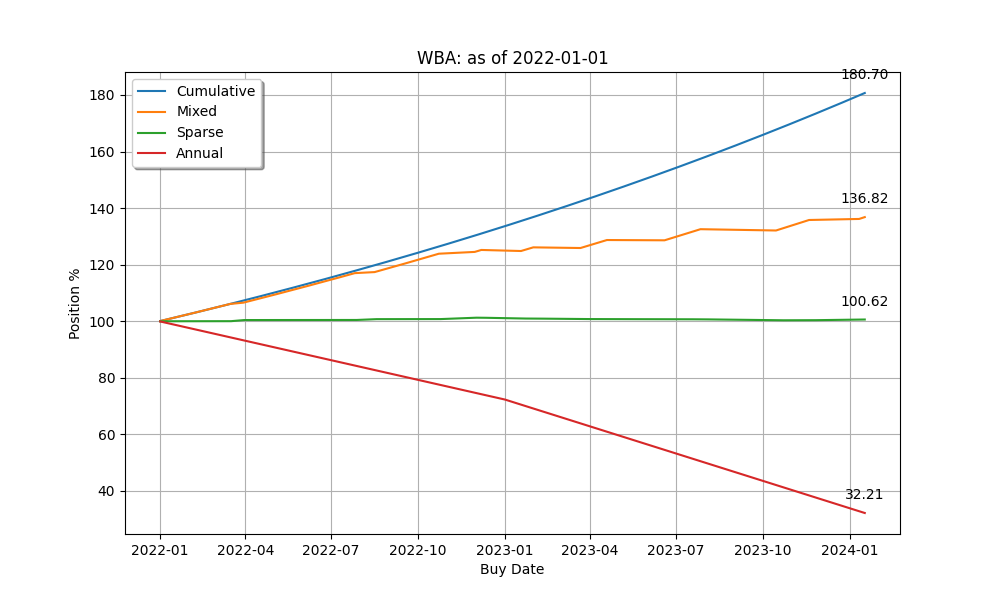 WBA: as of 2022-01-01
180.70
Cumulative
Mixed
Sparse
Annual
136.82
100.62
32.21
180
160
140
120
100
80
60
40
Position %
2022-01 2022-04 2022-07 2022-10 2023-01 2023-04 2023-07 2023-10 2024-01
Buy Date